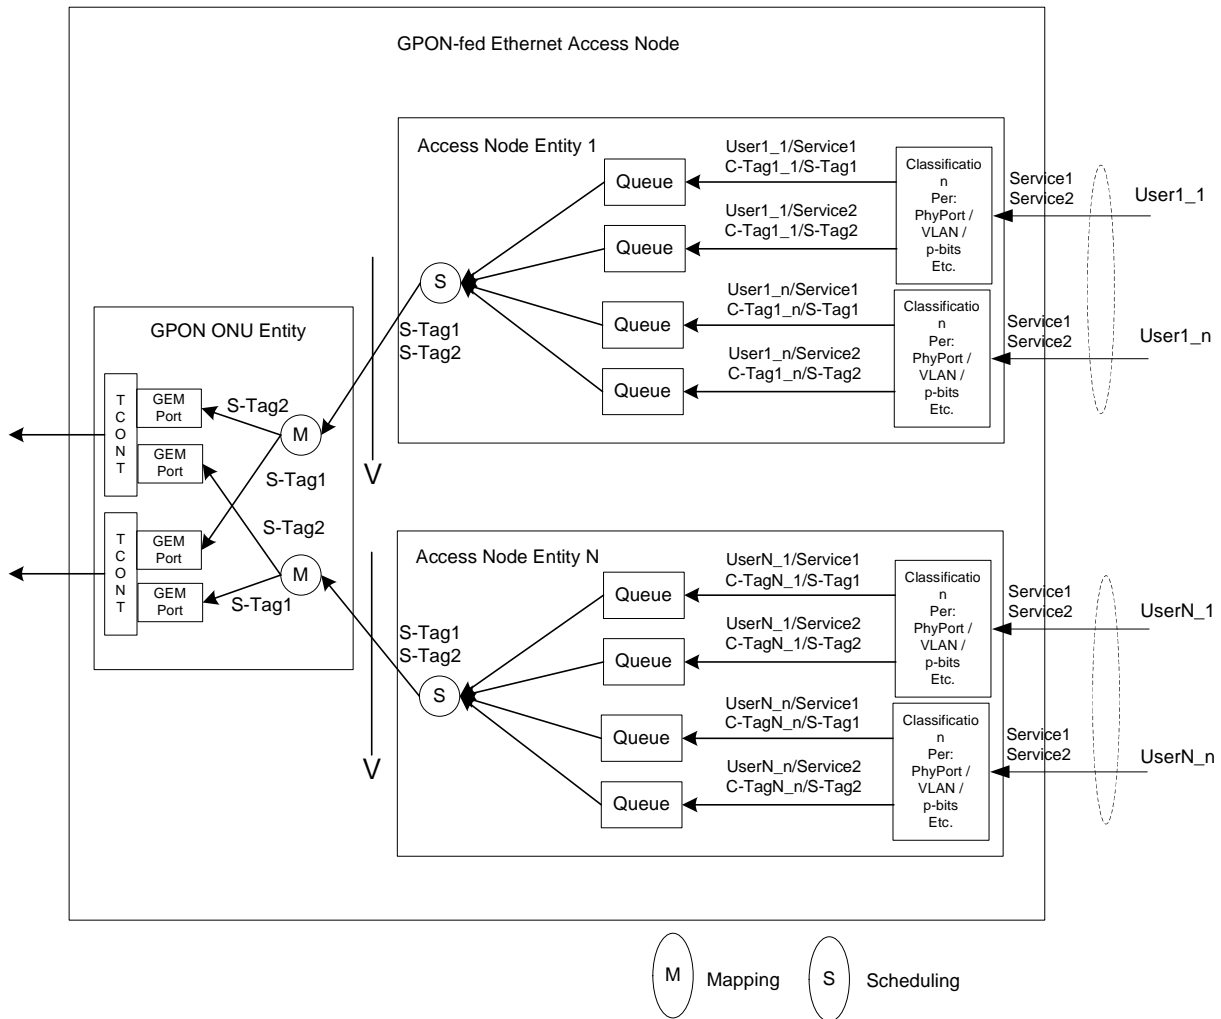 GPON-fed Ethernet Access Node
Access Node Entity 1
User1_1/Service1
C-Tag1_1/S-Tag1
Queue
User1_1/Service2
C-Tag1_1/S-Tag2
Queue
User1_n/Service1
C-Tag1_n/S-Tag1
Queue
User1_n/Service2
C-Tag1_n/S-Tag2
Queue
Classificatio
n
Per:
PhyPort /
VLAN /
p-bits
Etc.
Classificatio
n
Per:
PhyPort /
VLAN /
p-bits
Etc.
Service1
Service2
User1_1
Service1
Service2
User1_n
S
S-Tag1
S-Tag2
V
GPON ONU Entity
T
C
O
N
T
GEM
Port
GEM
Port
S-Tag2
M
S-Tag1
T
C
O
N
T
GEM
Port
GEM
Port
S-Tag2
M
S-Tag1
Access Node Entity N
UserN_1/Service1
C-TagN_1/S-Tag1
Queue
UserN_1/Service2
C-TagN_1/S-Tag2
Queue
UserN_n/Service1
C-TagN_n/S-Tag1
Queue
UserN_n/Service2
C-TagN_n/S-Tag2
Queue
Classificatio
n
Per:
PhyPort /
VLAN /
p-bits
Etc.
Classificatio
n
Per:
PhyPort /
VLAN /
p-bits
Etc.
Service1
Service2
UserN_1
Service1
Service2
UserN_n
S-Tag1
S-Tag2
S
V
M
Mapping
S
Scheduling